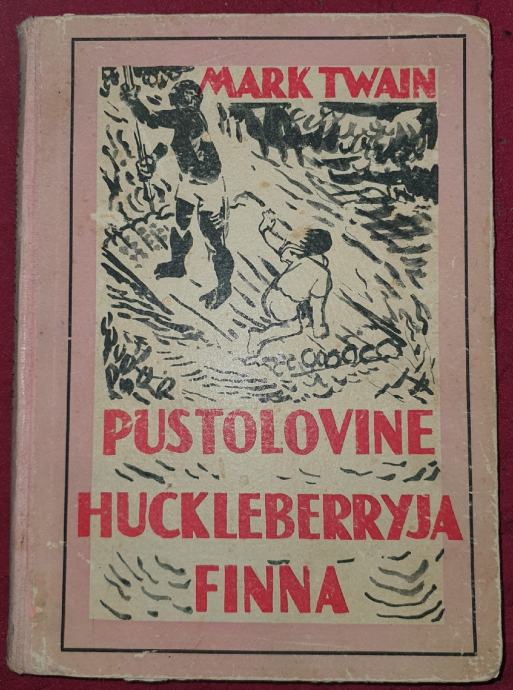 MARK TWAIN
PUSTOLOVINE
HUCKLEBERRYJA
FINNA